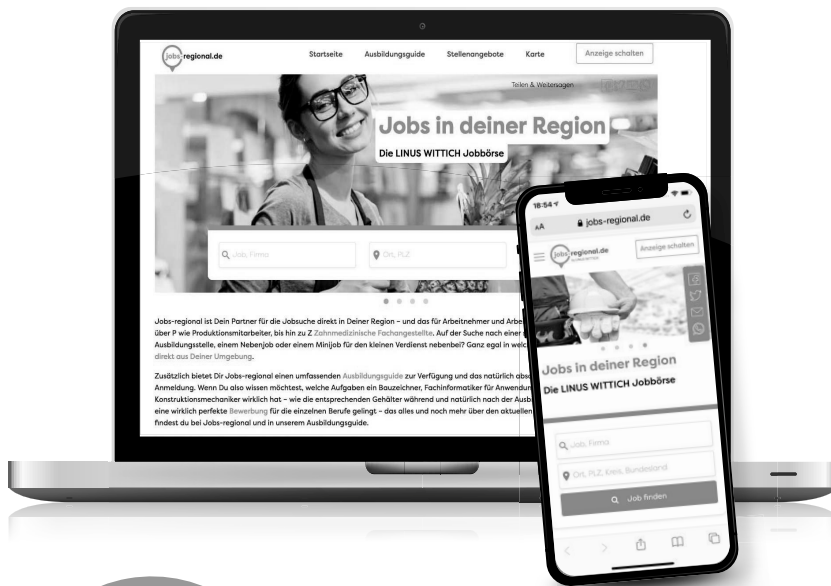 jobs-regional.de
Startseite Ausbildungsguide Stellenangebote Karte Anzeige schalten
Teilen & Weitersagen
Jobs in deiner Region
Die LINUS WITTICH Jobbörse
Job, Firma
Ort, PLZ
Jobs-regional ist Dein Partner für die Jobsuche direkt in Deiner Region – und das für Arbeitnehmer und
über P wie Produktionsmitarbeiter, bis hin zu Z Zahnmedizinische Fachangestellte. Auf der Suche nach einer
Ausbildungsstelle, einem Nebenjob oder einem Minijob für den kleinen Verdienst nebenbei? Ganz egal in
direkt aus Deiner Umgebung.
Zusätzlich bietet Dir Jobs-regional einen umfassenden Ausbildungsguide zur Verfügung und das natürlich
Anmeldung. Wenn Du also wissen möchtest, welche Aufgaben ein Bauzeichner, Fachinformatiker für
Konstruktionsmechaniker wirklich hat – wie die entsprechenden Gehälter während und natürlich nach der
eine wirklich perfekte Bewerbung für die einzelnen Berufe gelingt – das alles und noch mehr über den aktuellen
findest du bei Jobs-regional und in unserem Ausbildungsguide.
18:54
AA jobs-regional.de
jobs-regional.de Anzeige schalten
Jobs in deiner Region
Die LINUS WITTICH Jobbörse
Job, Firma
Ort, PLZ, Kreis, Bundesland
Job finden